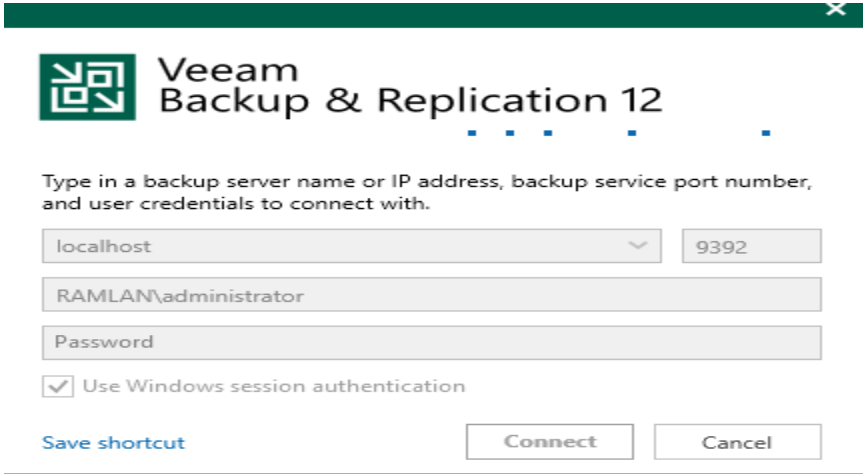 Veeam
Backup & Replication 12
Type in a backup server name or IP address, backup service port number,
and user credentials to connect with.
localhost 9392
RAMLAN\administrator
Password
Use Windows session authentication
Save shortcut Connect Cancel